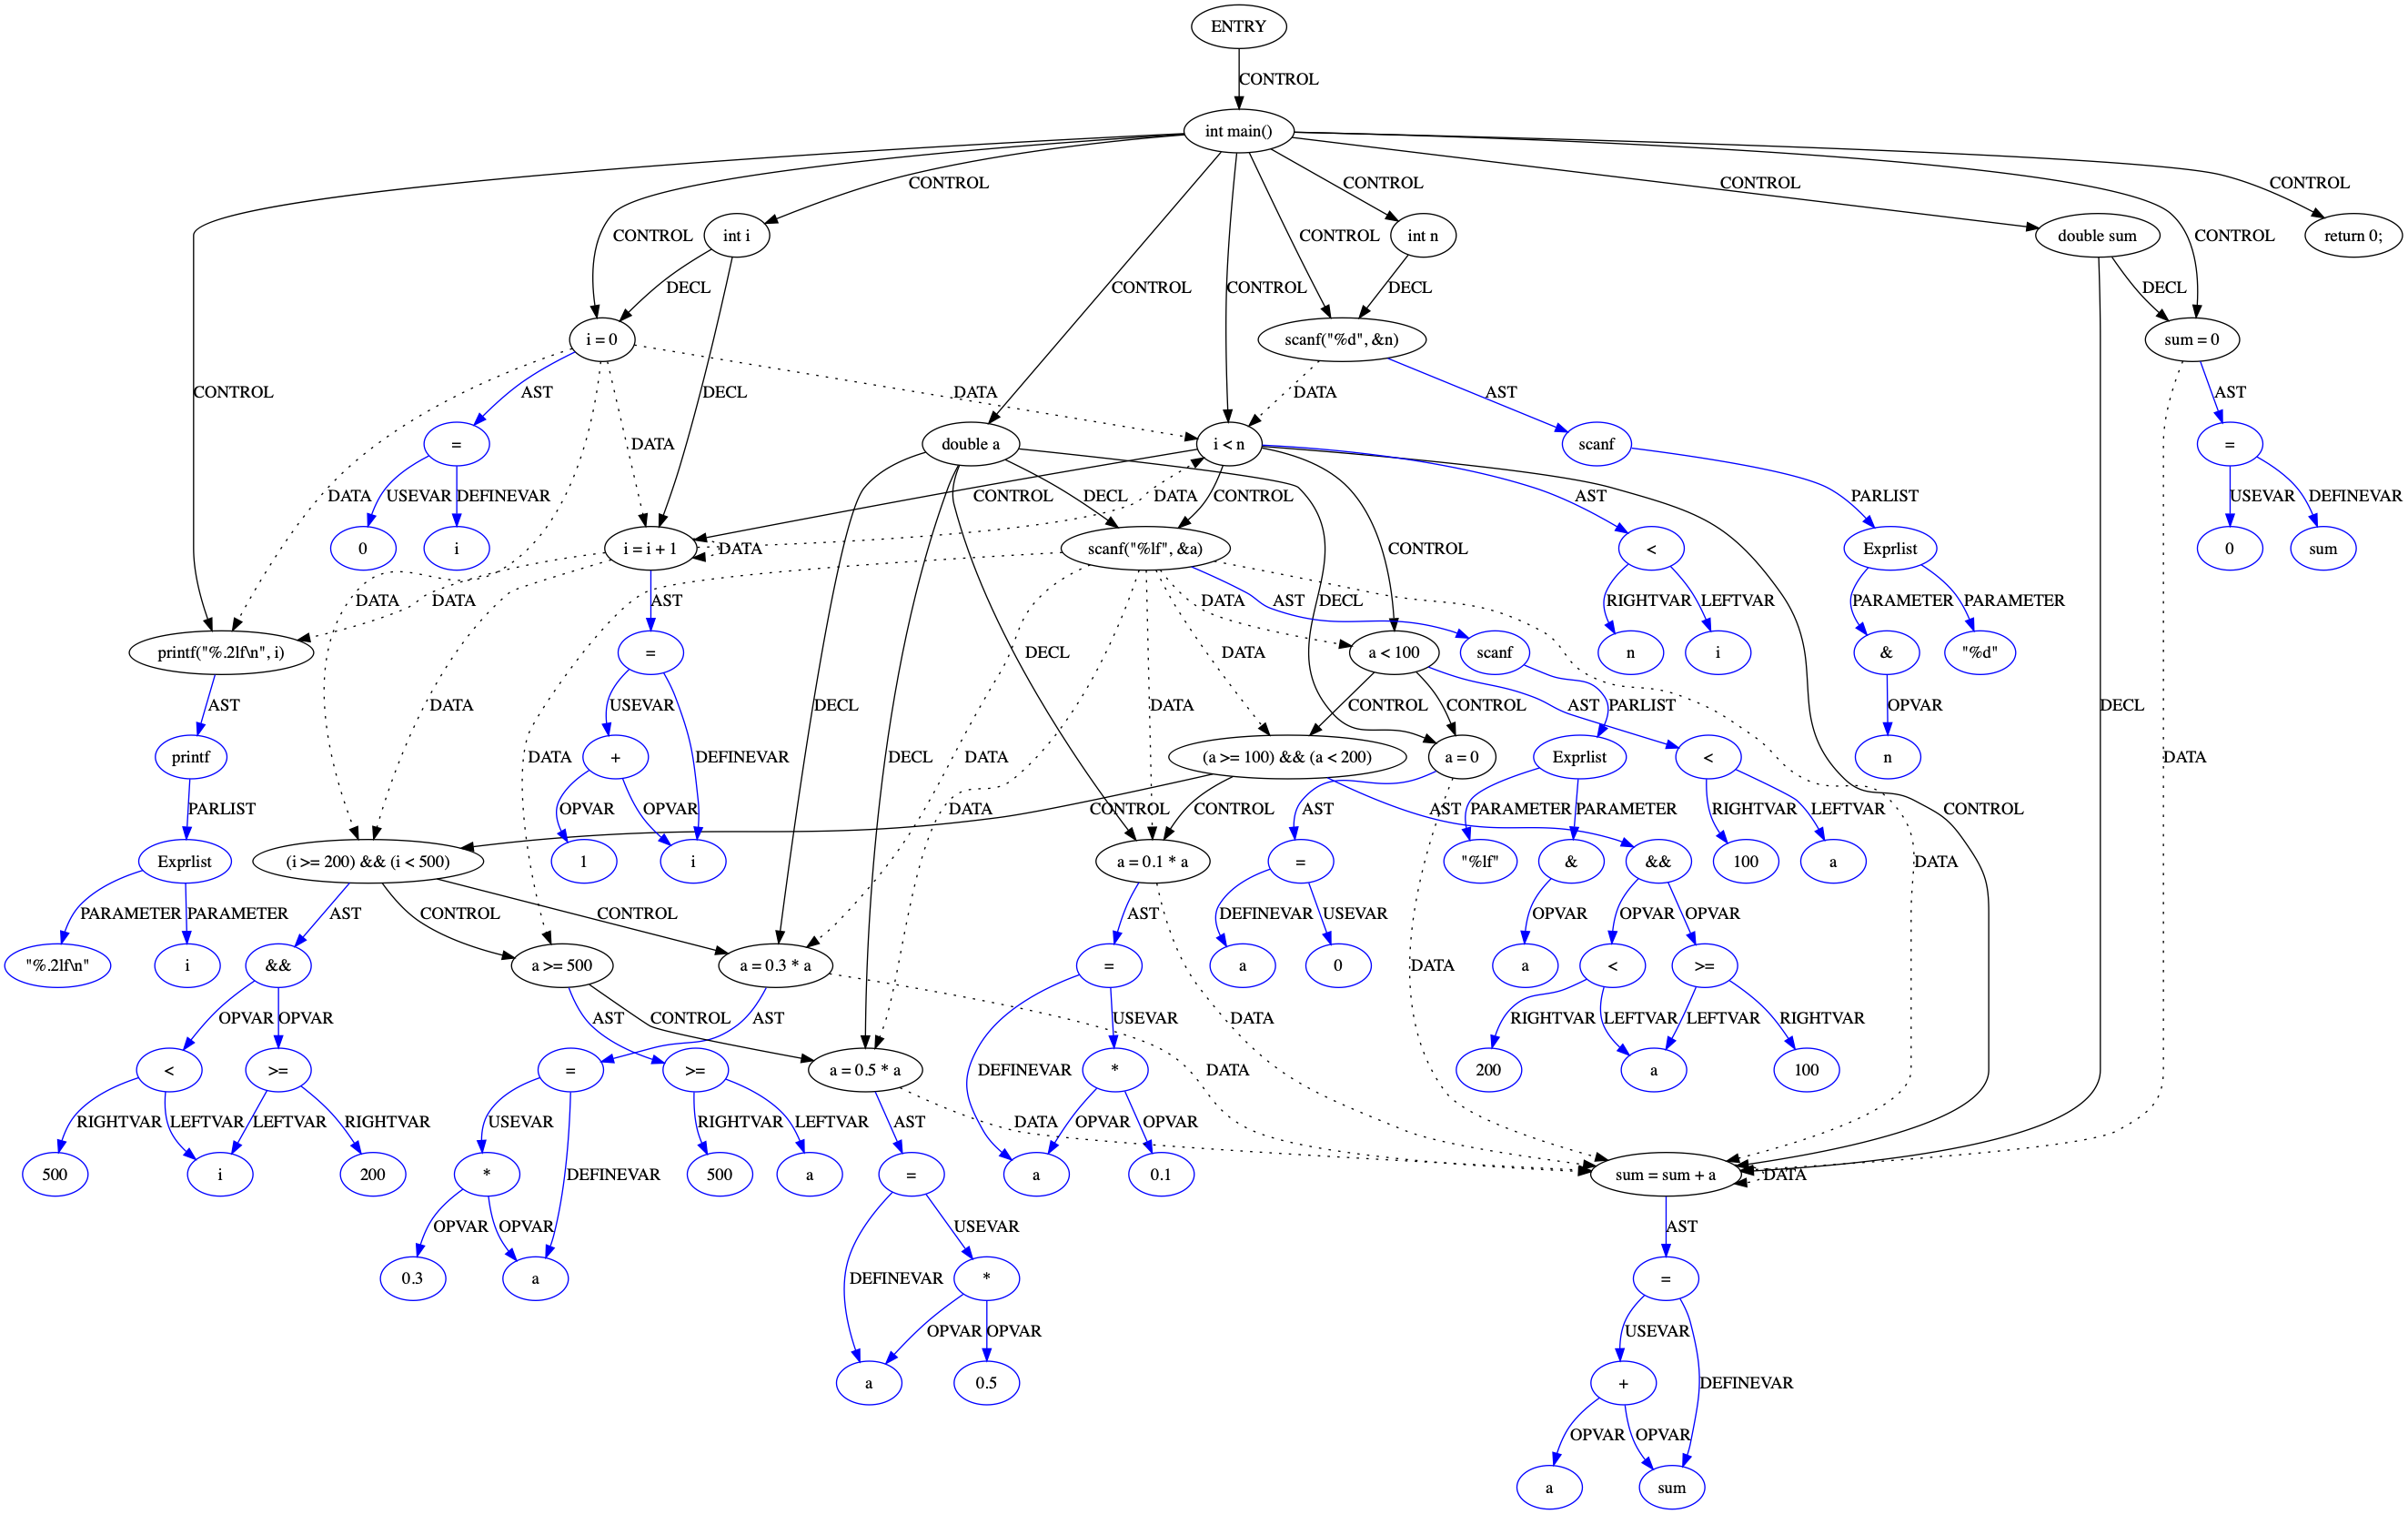 ENTRY
CONTROL
int main()
CONTROL CONTROL CONTROL CONTROL
CONTROL int i CONTROL int n double sum CONTROL return 0;
DECL CONTROL CONTROL DECL DECL
i = 0 scanf("%d", &n) sum = 0
CONTROL AST DECL DATA DATA AST AST
= double a i < n scanf =
DATA USEVAR DEFINEVAR DATA CONTROL DECL DATA CONTROL AST PARLIST USEVAR DEFINEVAR
0 i i = i + 1 DATA scanf("%lf", &a) CONTROL < Exprlist 0 sum
DATA DATA AST DATA AST DECL RIGHTVAR LEFTVAR PARAMETER PARAMETER
printf("%.2lf\n", i) = DECL a < 100 scanf n i & "%d"
AST DATA USEVAR DECL DATA DATA CONTROL CONTROL AST PARLIST OPVAR DECL
printf + DEFINEVAR DATA DECL DATA (a >= 100) && (a < 200) a = 0 Exprlist < n DATA
PARLIST OPVAR OPVAR DATA CONTROL CONTROL AST AST PARAMETER PARAMETER RIGHTVAR LEFTVAR CONTROL
Exprlist (i >= 200) && (i < 500) 1 i a = 0.1 * a = "%lf" & && 100 a DATA
PARAMETER PARAMETER AST CONTROL CONTROL AST DEFINEVAR USEVAR OPVAR OPVAR OPVAR
"%.2lf\n" i && a >= 500 a = 0.3 * a = a 0 DATA a < >=
OPVAR OPVAR AST CONTROL AST USEVAR DATA RIGHTVAR LEFTVAR LEFTVAR RIGHTVAR
< >= = >= a = 0.5 * a DEFINEVAR * DATA 200 a 100
RIGHTVAR LEFTVAR LEFTVAR RIGHTVAR USEVAR RIGHTVAR LEFTVAR AST DATA OPVAR OPVAR
500 i 200 * DEFINEVAR 500 a = a 0.1 sum = sum + a DATA
OPVAR OPVAR USEVAR AST
0.3 a DEFINEVAR * =
OPVAR OPVAR USEVAR
a 0.5 + DEFINEVAR
OPVAR OPVAR
a sum